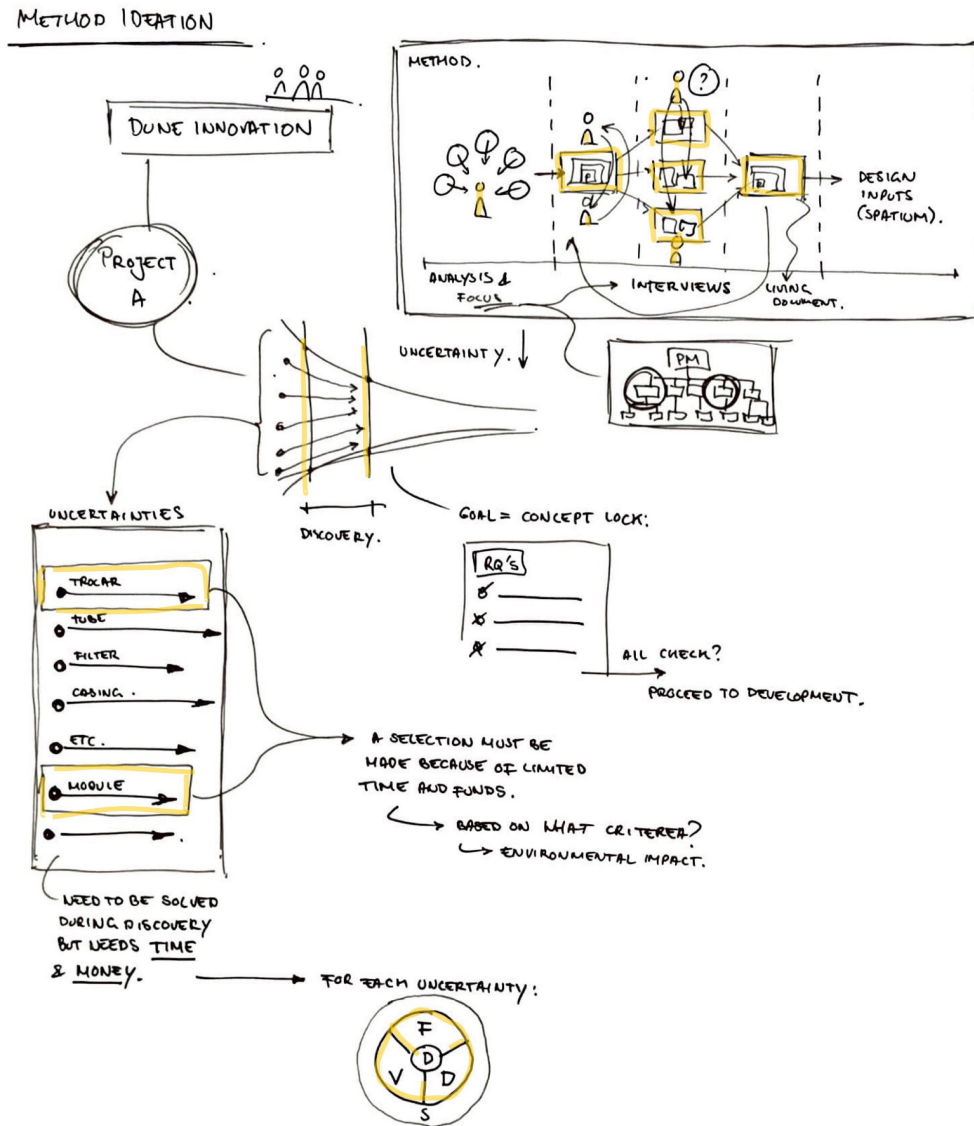 METHOD IDEATION
DUNE INNOVATION
PROJECT
A
METHOD.
?
P
DESIGN
INPUTS
(SPATIUM).
ANALYSIS &
FOCUS
INTERVIEWS
LIVING
DOCUMENT.
UNCERTAINTY.
PM
DISCOVERY.
GOAL = CONCEPT LOCK:
RQ'S
ALL CHECK?
PROCEED TO DEVELOPMENT.
UNCERTAINTIES
TROCAR
TUBE
FILTER
CASING.
ETC.
MODULE
A SELECTION MUST BE
MADE BECAUSE OF LIMITED
TIME AND FUNDS.
BASED ON WHAT CRITEREA?
ENVIRONMENTAL IMPACT.
NEED TO BE SOLVED
DURING DISCOVERY
BUT NEEDS TIME
& MONEY.
FOR EACH UNCERTAINTY:
F
D
V D
S